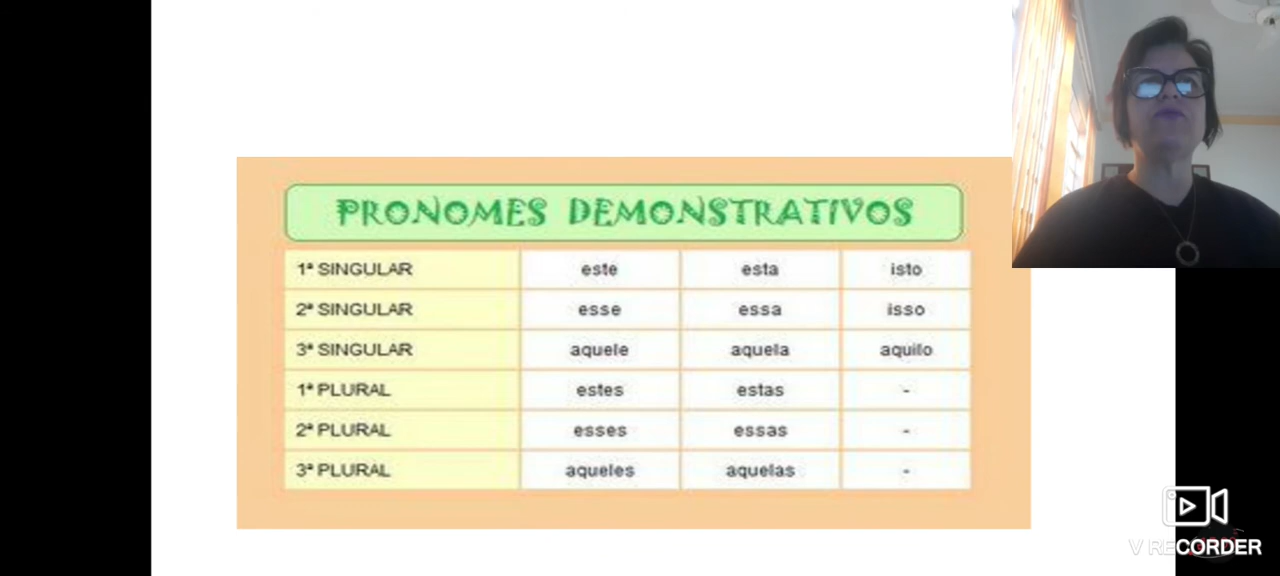 PRONOMES DEMONSTRATIVOS
1ª SINGULAR este esta isto
2ª SINGULAR esse essa isso
3ª SINGULAR aquele aquela aquilo
1ª PLURAL estes estas -
2ª PLURAL esses essas -
3ª PLURAL aqueles aquelas -
V RECORDER